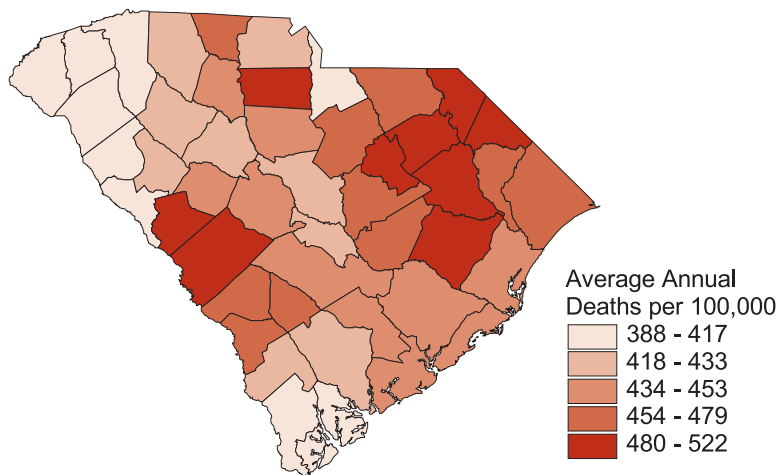 Average Annual
Deaths per 100,000
388 - 417
418 - 433
434 - 453
454 - 479
480 - 522